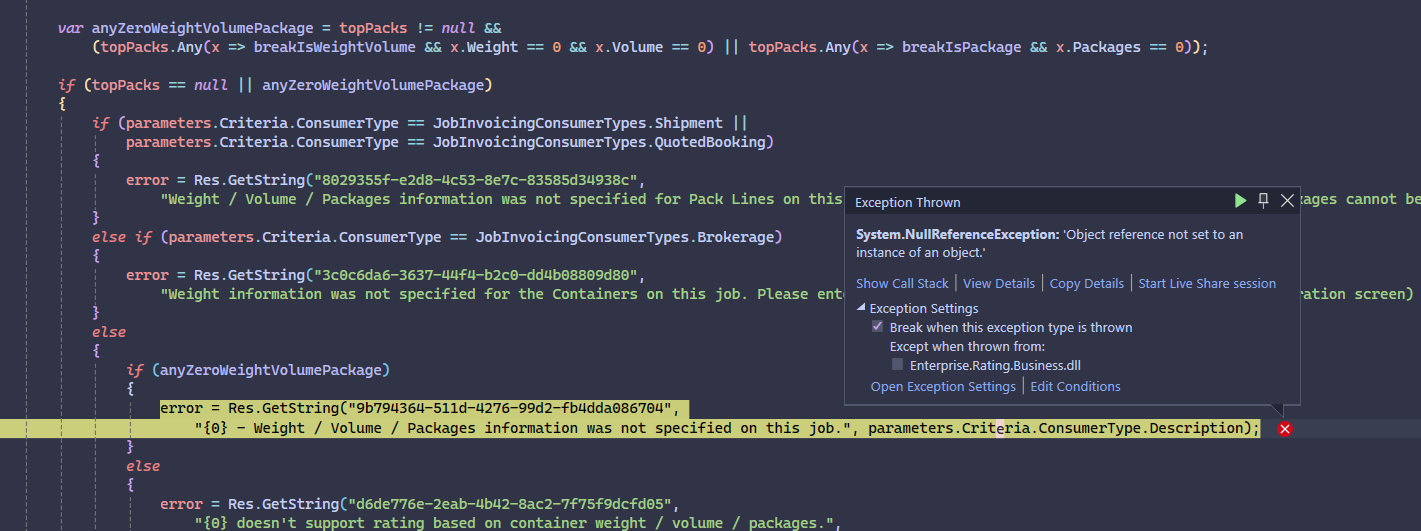 var anyZeroWeightVolumePackage = topPacks != null &&
(topPacks.Any(x => breakIsWeightVolume && x.Weight == 0 && x.Volume == 0) || topPacks.Any(x => breakIsPackage && x.Packages == 0));
if (topPacks == null || anyZeroWeightVolumePackage)
{
if (parameters.Criteria.ConsumerType == JobInvoicingConsumerTypes.Shipment ||
parameters.Criteria.ConsumerType == JobInvoicingConsumerTypes.QuotedBooking)
{
error = Res.GetString("8029355f-e2d8-4c53-8e7c-83585d34938c",
"Weight / Volume / Packages information was not specified for Pack Lines on this kages cannot be
}
else if (parameters.Criteria.ConsumerType == JobInvoicingConsumerTypes.Brokerage)
{
error = Res.GetString("3c0c6da6-3637-44f4-b2c0-dd4b08809d80",
"Weight information was not specified for the Containers on this job. Please ente ration screen)
}
else
{
if (anyZeroWeightVolumePackage)
{
error = Res.GetString("9b794364-511d-4276-99d2-fb4dda086704",
"{0} - Weight / Volume / Packages information was not specified on this job.", parameters.Criteria.ConsumerType.Description);
}
else
{
error = Res.GetString("d6de776e-2eab-4b42-8ac2-7f75f9dcfd05",
"{0} doesn't support rating based on container weight / volume / packages.",
Exception Thrown
System.NullReferenceException: 'Object reference not set to an
instance of an object.'
Show Call Stack | View Details | Copy Details | Start Live Share session
Exception Settings
Break when this exception type is thrown
Except when thrown from:
Enterprise.Rating.Business.dll
Open Exception Settings | Edit Conditions